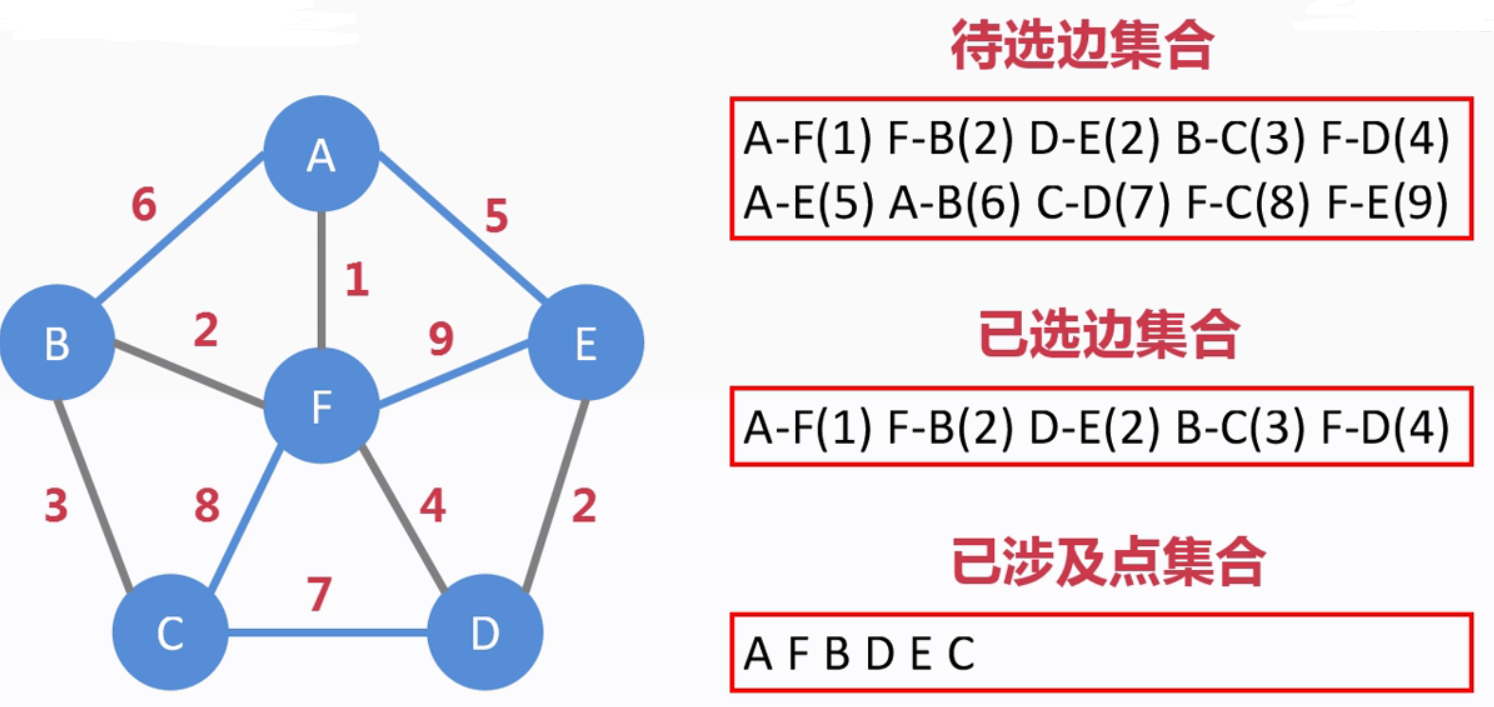 待选边集合
A-F(1) F-B(2) D-E(2) B-C(3) F-D(4)
A-E(5) A-B(6) C-D(7) F-C(8) F-E(9)
已选边集合
A-F(1) F-B(2) D-E(2) B-C(3) F-D(4)
已涉及点集合
A F B D E C
A
6
5
1
B
2
9
E
F
3
8
4
2
7
C
D